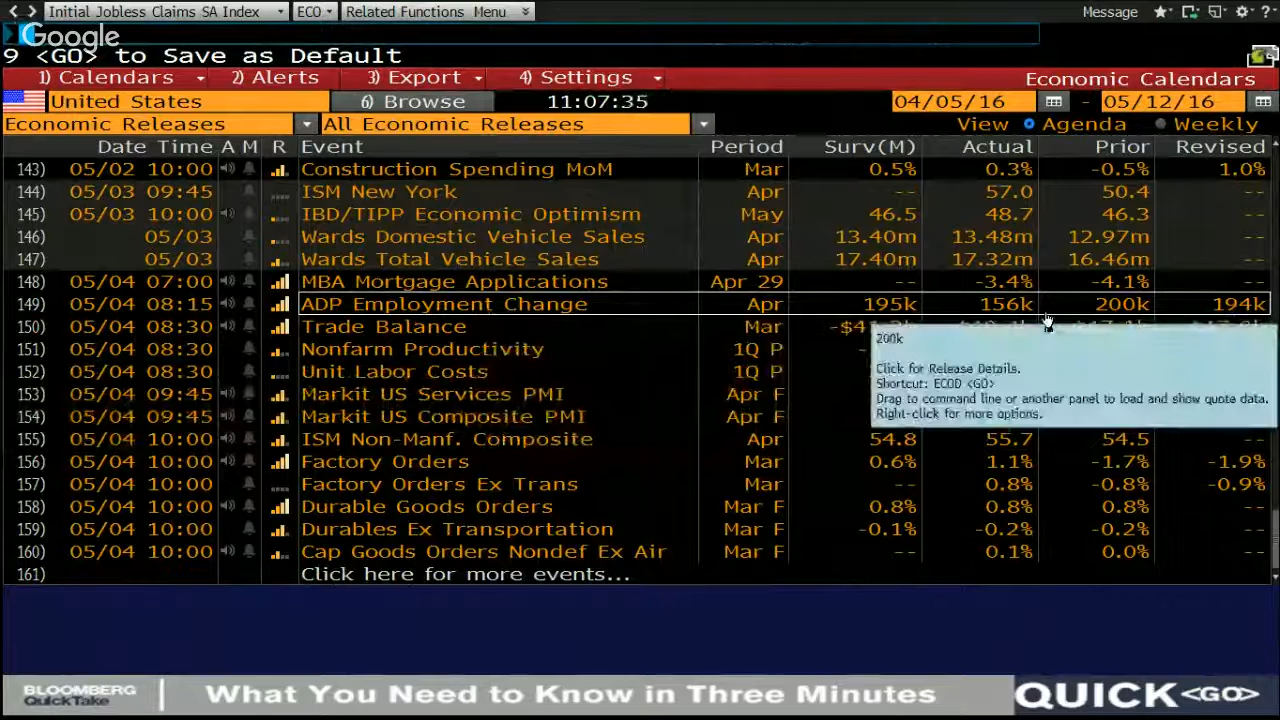 Initial Jobless Claims SA Index ECO Related Functions Menu Message ?
Google
9 <GO> to Save as Default
1) Calendars 2) Alerts 3) Export 4) Settings Economic Calendars
United States 6) Browse 11:07:35 04/05/16 - 05/12/16
Economic Releases All Economic Releases View Agenda Weekly
Date Time A M R Event Period Surv(M) Actual Prior Revised
143) 05/02 10:00 Construction Spending MoM Mar 0.5% 0.3% -0.5% 1.0%
144) 05/03 09:45 ISM New York Apr -- 57.0 50.4 --
145) 05/03 10:00 IBD/TIPP Economic Optimism May 46.5 48.7 46.3 --
146) 05/03 Wards Domestic Vehicle Sales Apr 13.40m 13.48m 12.97m --
147) 05/03 Wards Total Vehicle Sales Apr 17.40m 17.32m 16.46m --
148) 05/04 07:00 MBA Mortgage Applications Apr 29 -- -3.4% -4.1% --
149) 05/04 08:15 ADP Employment Change Apr 195k 156k 200k 194k
150) 05/04 08:30 Trade Balance Mar
151) 05/04 08:30 Nonfarm Productivity 1Q P
152) 05/04 08:30 Unit Labor Costs 1Q P
153) 05/04 09:45 Markit US Services PMI Apr F
154) 05/04 09:45 Markit US Composite PMI Apr F
200k
Click for Release Details.
Shortcut: ECOD <GO>
Drag to command line or another panel to load and show quote data.
Right-click for more options.
155) 05/04 10:00 ISM Non-Manf. Composite Apr 54.8 55.7 54.5 --
156) 05/04 10:00 Factory Orders Mar 0.6% 1.1% -1.7% -1.9%
157) 05/04 10:00 Factory Orders Ex Trans Mar -- 0.8% -0.8% -0.9%
158) 05/04 10:00 Durable Goods Orders Mar F 0.8% 0.8% 0.8% --
159) 05/04 10:00 Durables Ex Transportation Mar F -0.1% -0.2% -0.2% --
160) 05/04 10:00 Cap Goods Orders Nondef Ex Air Mar F -- 0.1% 0.0% --
161) Click here for more events...
BLOOMBERG
QuickTake
What You Need to Know in Three Minutes
QUICK <GO>